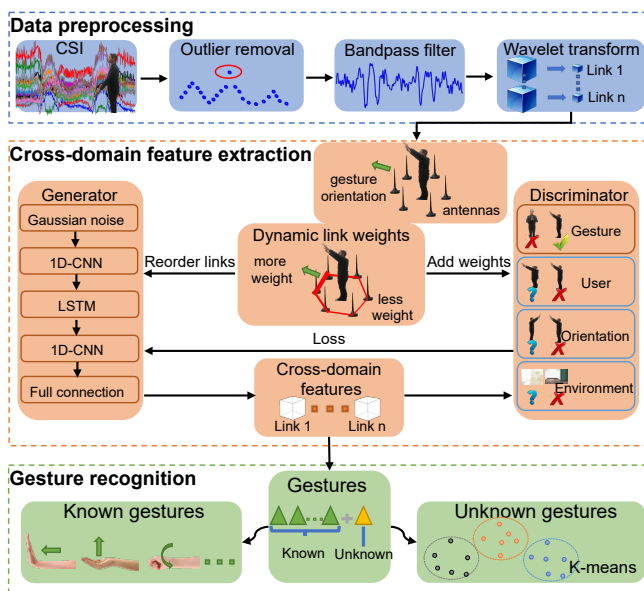 Data preprocessing
CSI
Outlier removal
Bandpass filter
Wavelet transform
Link 1
Link n
Cross-domain feature extraction
gesture
orientation
antennas
Generator
Gaussian noise
1D-CNN
LSTM
1D-CNN
Full connection
Dynamic link weights
more
weight
less
weight
Reorder links
Add weights
Loss
Discriminator
Gesture
User
Orientation
Environment
Cross-domain
features
Link 1
Link n
Gesture recognition
Known gestures
Gestures
Known
Unknown
Unknown gestures
K-means